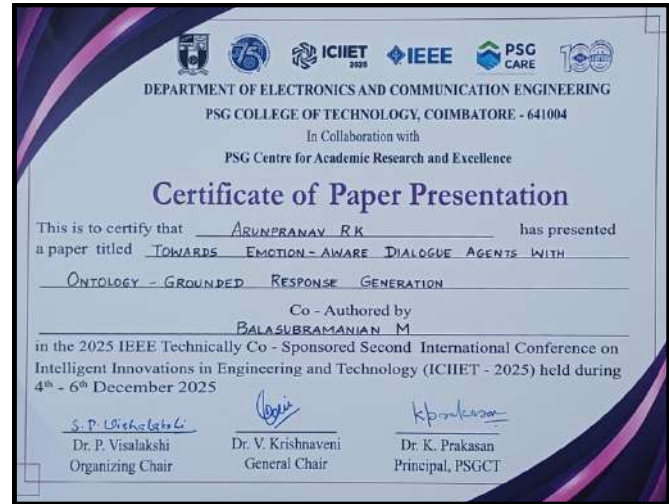 75
ICIIET
2025
IEEE
PSG
CARE
100
DEPARTMENT OF ELECTRONICS AND COMMUNICATION ENGINEERING
PSG COLLEGE OF TECHNOLOGY, COIMBATORE - 641004
In Collaboration with
PSG Centre for Academic Research and Excellence
Certificate of Paper Presentation
This is to certify that ARUNPRANAV RK has presented
a paper titled TOWARDS EMOTION - AWARE DIALOGUE AGENTS WITH
ONTOLOGY - GROUNDED RESPONSE GENERATION
Co - Authored by
BALASUBRAMANIAN M
in the 2025 IEEE Technically Co - Sponsored Second International Conference on
Intelligent Innovations in Engineering and Technology (ICIIET - 2025) held during
4th - 6th December 2025
S. P. Vishalakshi
kprakasan
Dr. P. Visalakshi
Dr. V. Krishnaveni
Dr. K. Prakasan
Organizing Chair
General Chair
Principal, PSGCT